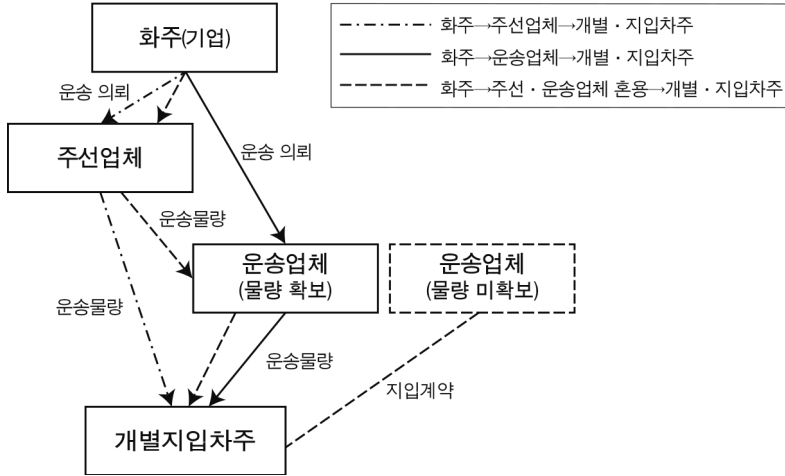 화주(기업)
화주→주선업체→개별·지입차주
화주→운송업체→개별·지입차주
화주→주선·운송업체 혼용→개별·지입차주
운송 의뢰
주선업체
운송 의뢰
운송물량
운송업체
(물량 확보)
운송업체
(물량 미확보)
운송물량
운송물량
지입계약
개별지입차주